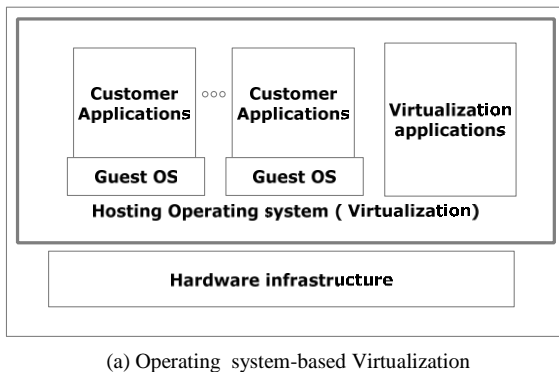 Customer
Applications
○○○
Customer
Applications
Virtualization
applications
Guest OS
Guest OS
Hosting Operating system ( Virtualization)
Hardware infrastructure
(a) Operating system-based Virtualization